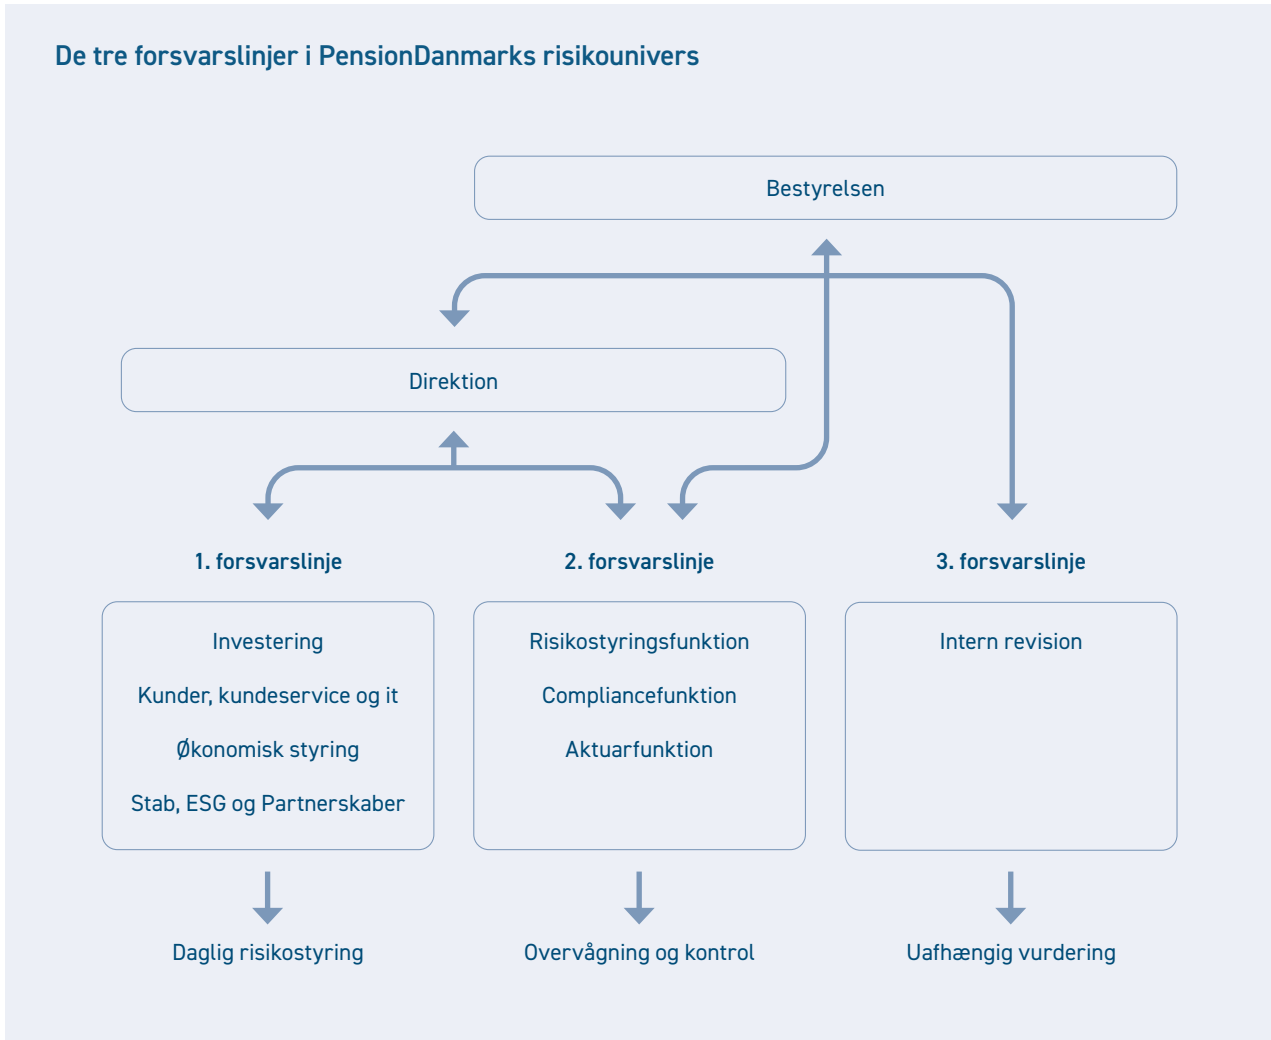 De tre forsvarslinjer i PensionDanmarks risikounivers
Bestyrelsen
Direktion
1. forsvarslinje
Investering
Kunder, kundeservice og it
Økonomisk styring
Stab, ESG og Partnerskaber
Daglig risikostyring
2. forsvarslinje
Risikostyringsfunktion
Compliancefunktion
Aktuarfunktion
Overvågning og kontrol
3. forsvarslinje
Intern revision
Uafhængig vurdering